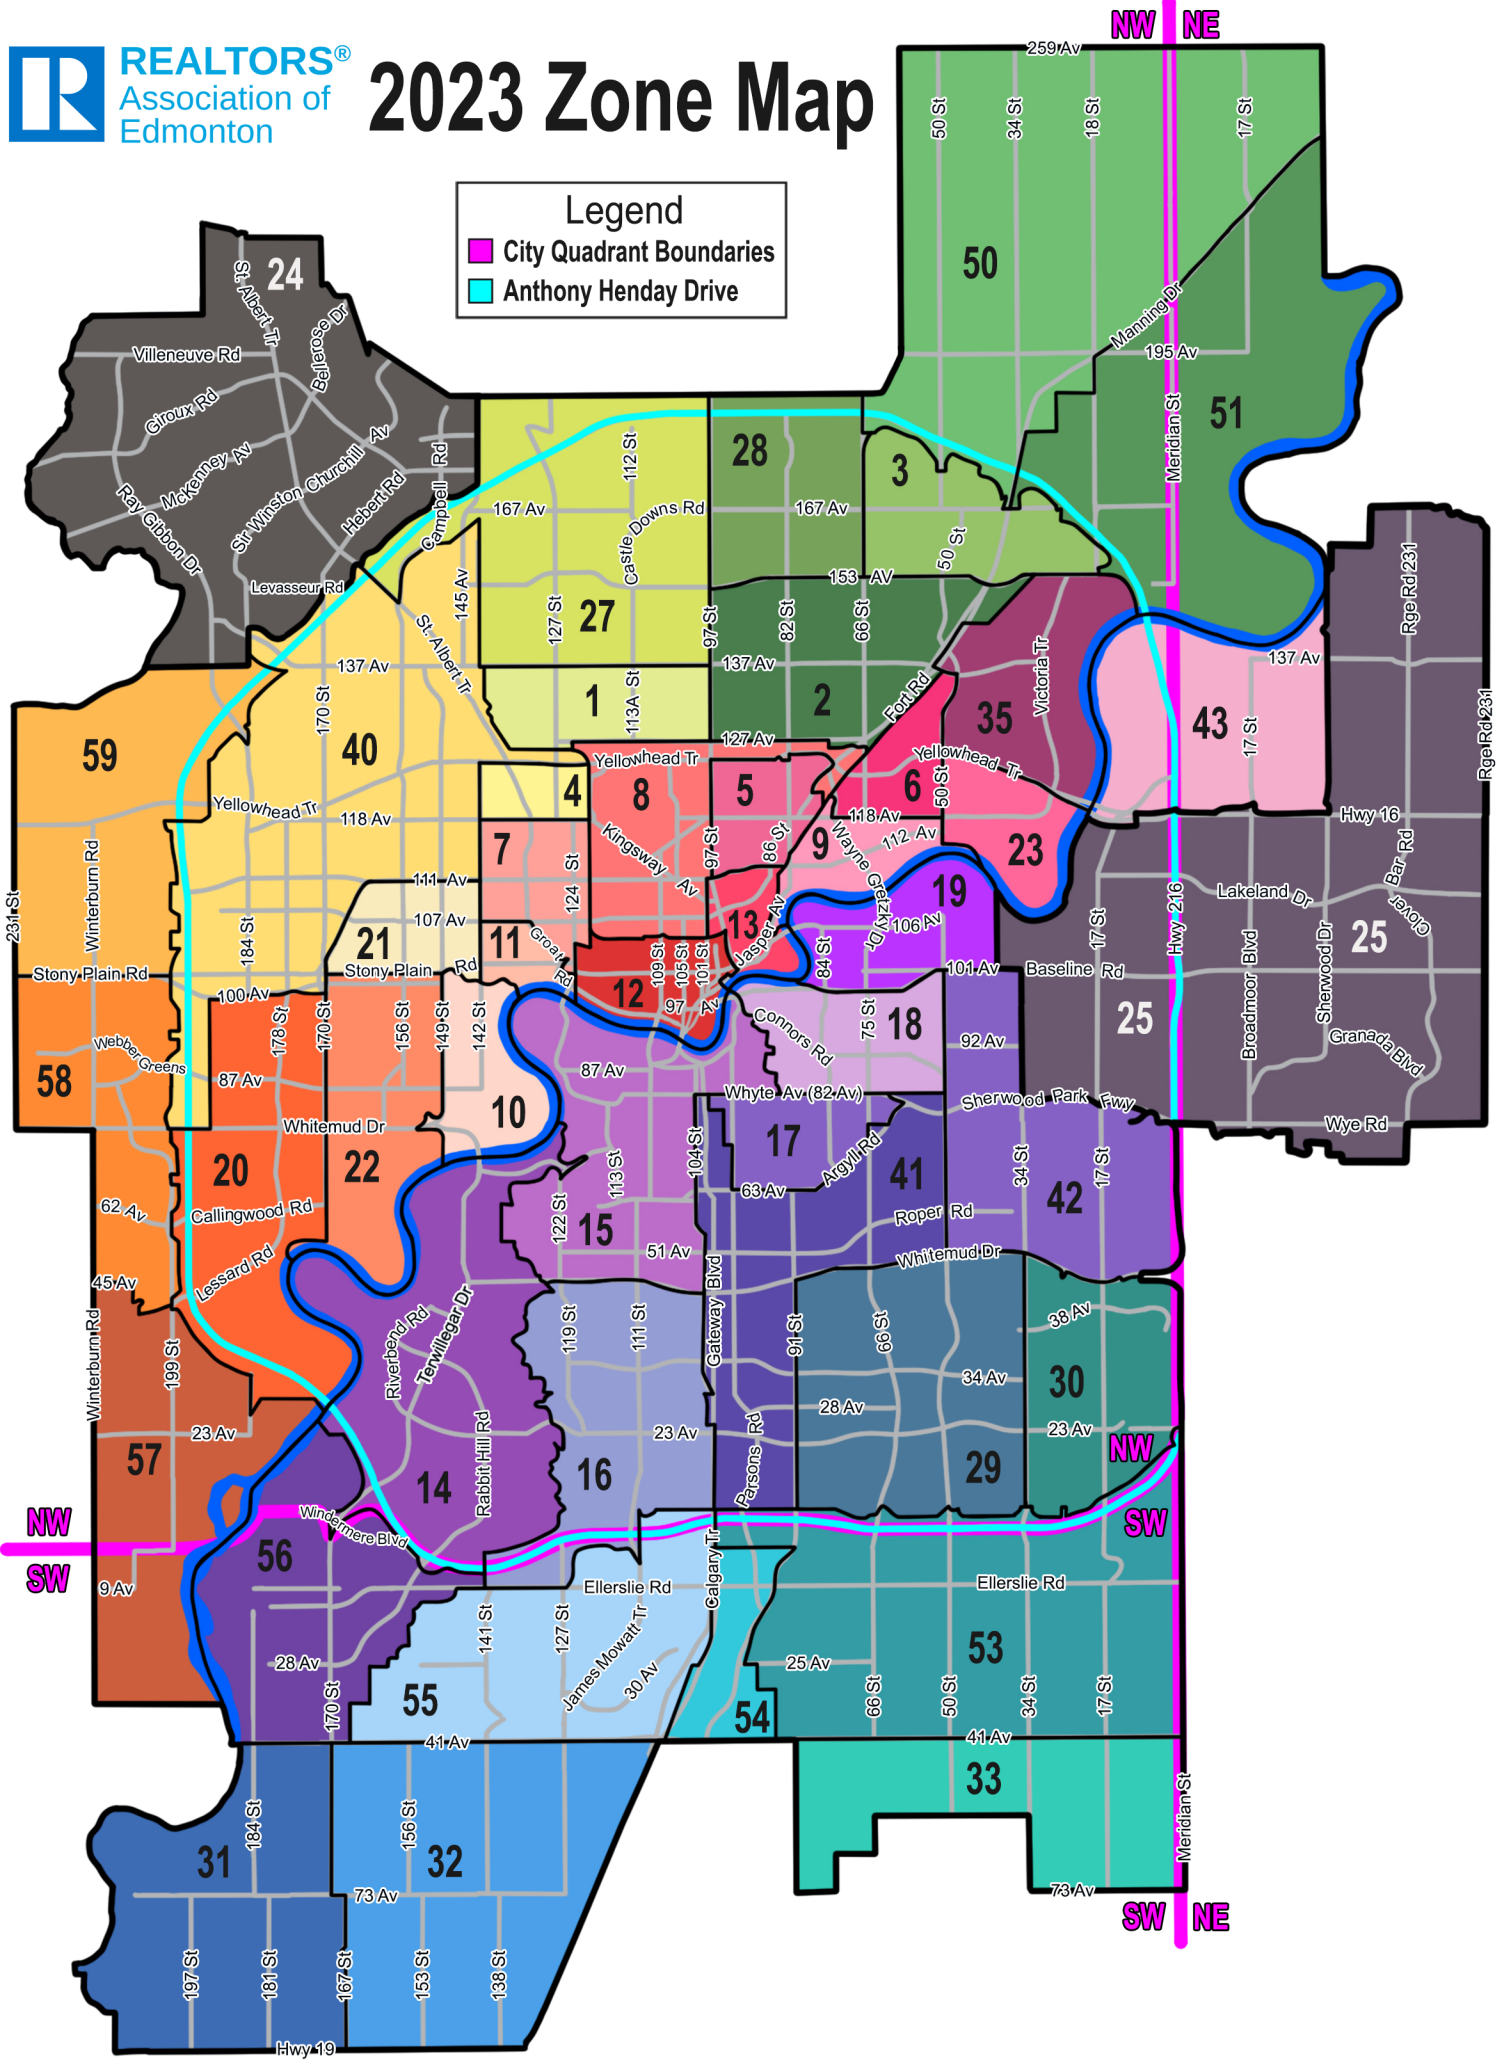 NW NE
REALTORS®
Association of
Edmonton
2023 Zone Map
Legend
City Quadrant Boundaries
Anthony Henday Drive
259 Av
50 St
34 St
18 St
17 St
50
24
St. Albert Tr
Bellerose Dr
Villeneuve Rd
Giroux Rd
McKenney Av
Sir Winston Churchill Av
Ray Gibbon Dr
Hebert Rd
Campbell Rd
Levasseur Rd
Manning Dr
195 Av
Meridian St
51
28
3
112 St
167 Av
Castle Downs Rd
167 Av
50 St
153 AV
145 Av
127 St
27
97 St
82 St
66 St
Rge Rd 231
St. Albert Tr
137 Av
137 Av
137 Av
170 St
1
113A St
2
Fort Rd
35
Victoria Tr
43
17 St
Rge Rd 231
59
40
127 Av
Yellowhead Tr
Yellowhead Tr
Yellowhead Tr
4
8
5
6
50 St
118 Av
118 Av
Hwy 16
7
Kingsway Av
97 St
86 St
9
Wayne Gretzky Dr
112 Av
23
231 St
Winterburn Rd
111 Av
124 St
19
Lakeland Dr
Clover Bar Rd
184 St
107 Av
106 Av
17 St
Hwy 216
21
11
Groat Rd
13
Jasper Av
84 St
Broadmoor Blvd
Sherwood Dr
25
Stony Plain Rd
Stony Plain Rd
109 St
105 St
101 St
101 Av
Baseline Rd
100 Av
12
97 Av
178 St
170 St
156 St
149 St
142 St
Connors Rd
75 St
18
25
92 Av
Granada Blvd
Webber Greens
58
87 Av
87 Av
10
Whyte Av (82 Av)
Sherwood Park Fwy
Whitemud Dr
Wye Rd
20
22
104 St
17
Argyll Rd
41
34 St
17 St
42
113 St
63 Av
62 Av
Callingwood Rd
122 St
15
Roper Rd
51 Av
Whitemud Dr
45 Av
Lessard Rd
Gateway Blvd
Winterburn Rd
199 St
Riverbend Rd
Terwillegar Dr
119 St
111 St
91 St
66 St
38 Av
34 Av
30
28 Av
23 Av
Rabbit Hill Rd
23 Av
Parsons Rd
23 Av
NW
57
14
16
29
NW
SW
Windermere Blvd
SW
56
Calgary Tr
9 Av
Ellerslie Rd
Ellerslie Rd
141 St
127 St
James Mowatt Tr
53
28 Av
30 Av
25 Av
170 St
55
54
66 St
50 St
34 St
17 St
41 Av
41 Av
33
184 St
156 St
Meridian St
31
32
73 Av
73 Av
SW NE
197 St
181 St
167 St
153 St
138 St
Hwy 19